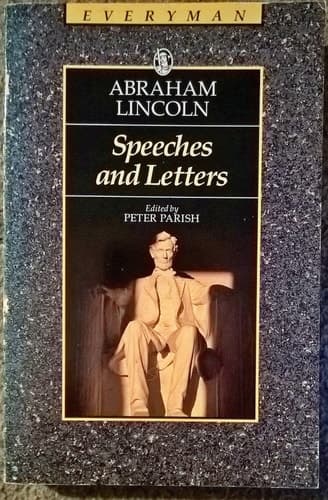 EVERYMAN
ABRAHAM
LINCOLN
Speeches
and Letters
Edited by
PETER PARISH